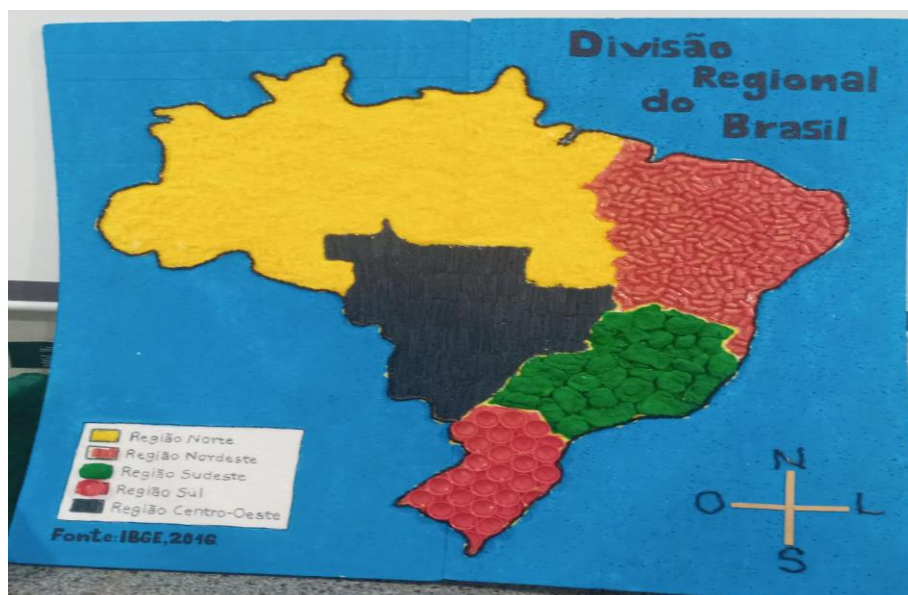 Divisão
Regional
do
Brasil
Região Norte
Região Nordeste
Região Sudeste
Região Sul
Região Centro-Oeste
Fonte: IBGE, 2016
N
O
L
S